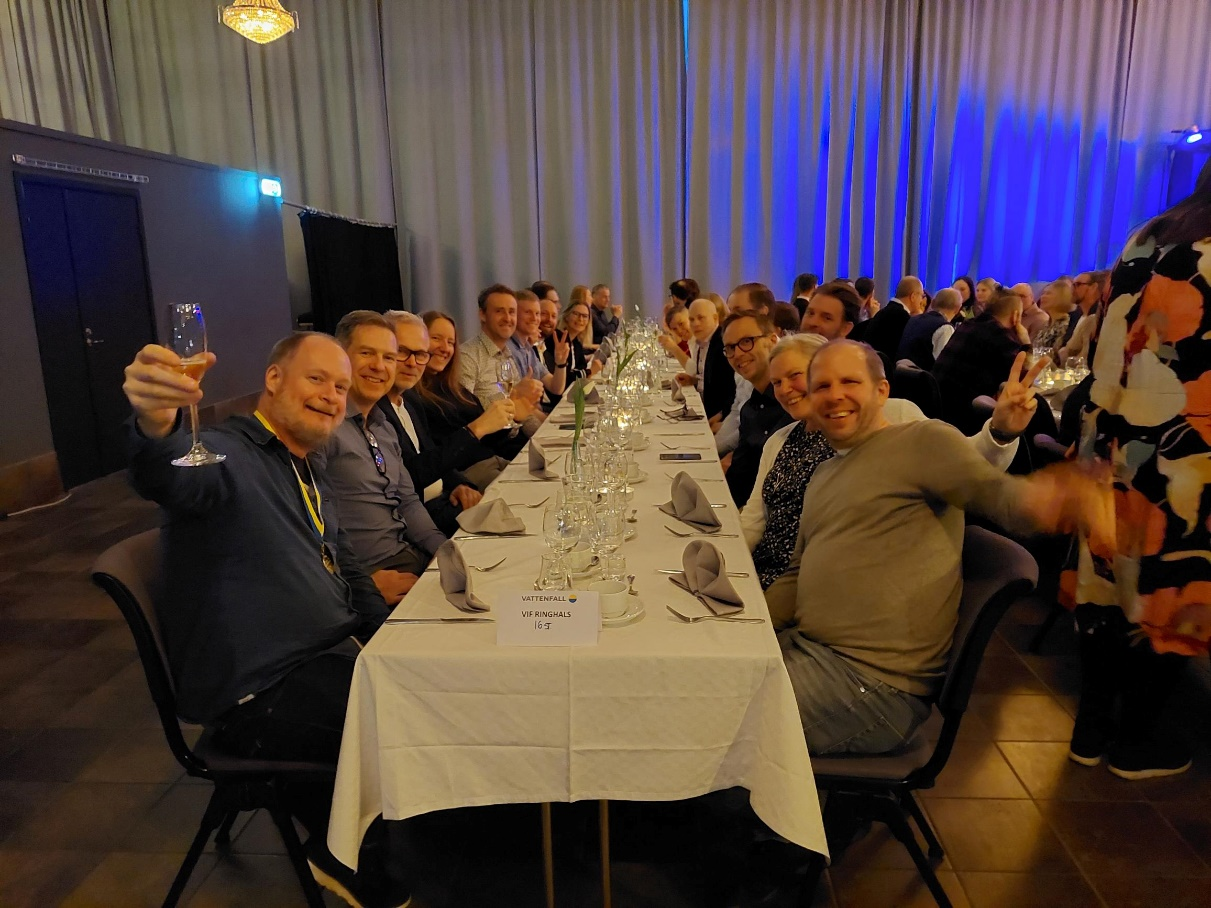 VATTENFALL
VIF RINGHALS
16 J